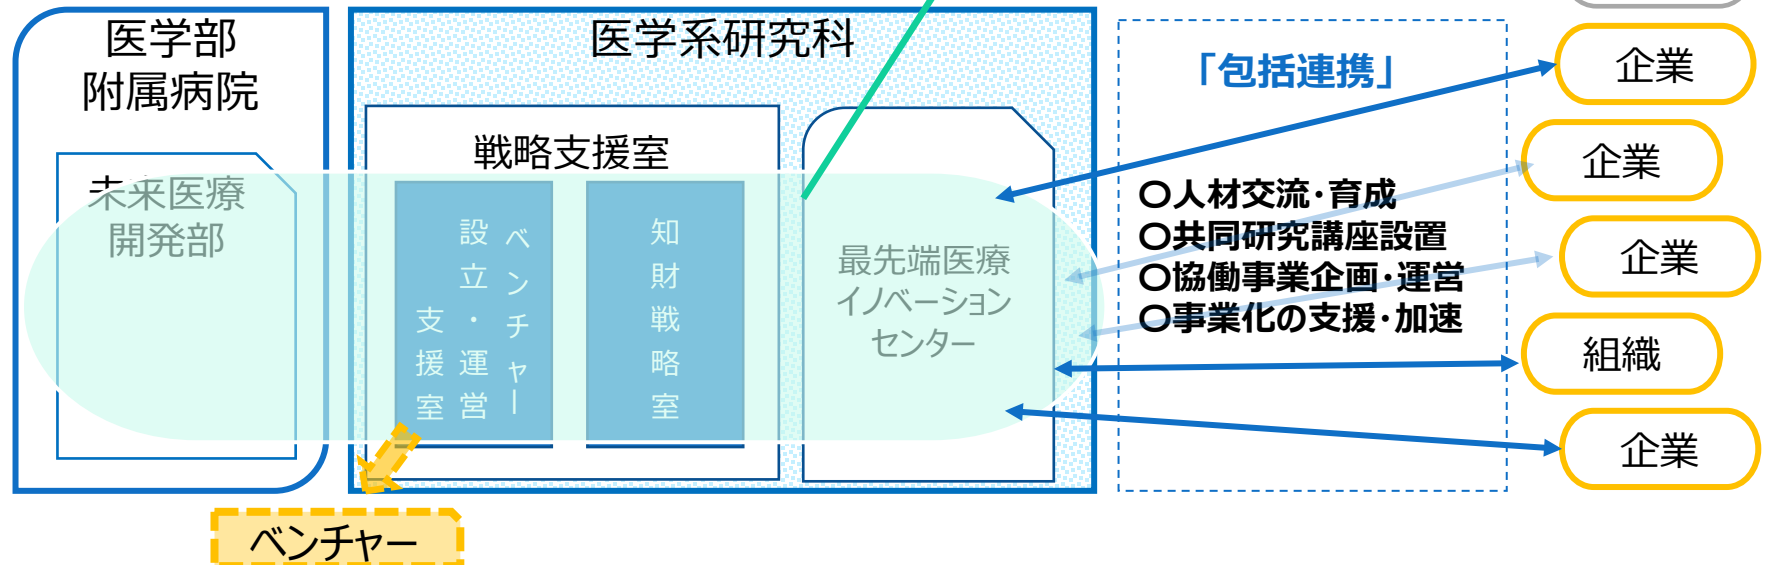 医学部
附属病院
未来医療
開発部
医学系研究科
戦略支援室
ベンチャー
設立・運営
支援室
知財戦略室
最先端医療
イノベーション
センター
「包括連携」
〇人材交流･育成
〇共同研究講座設置
〇協働事業企画･運営
〇事業化の支援･加速
企業
企業
企業
組織
企業
ベンチャー